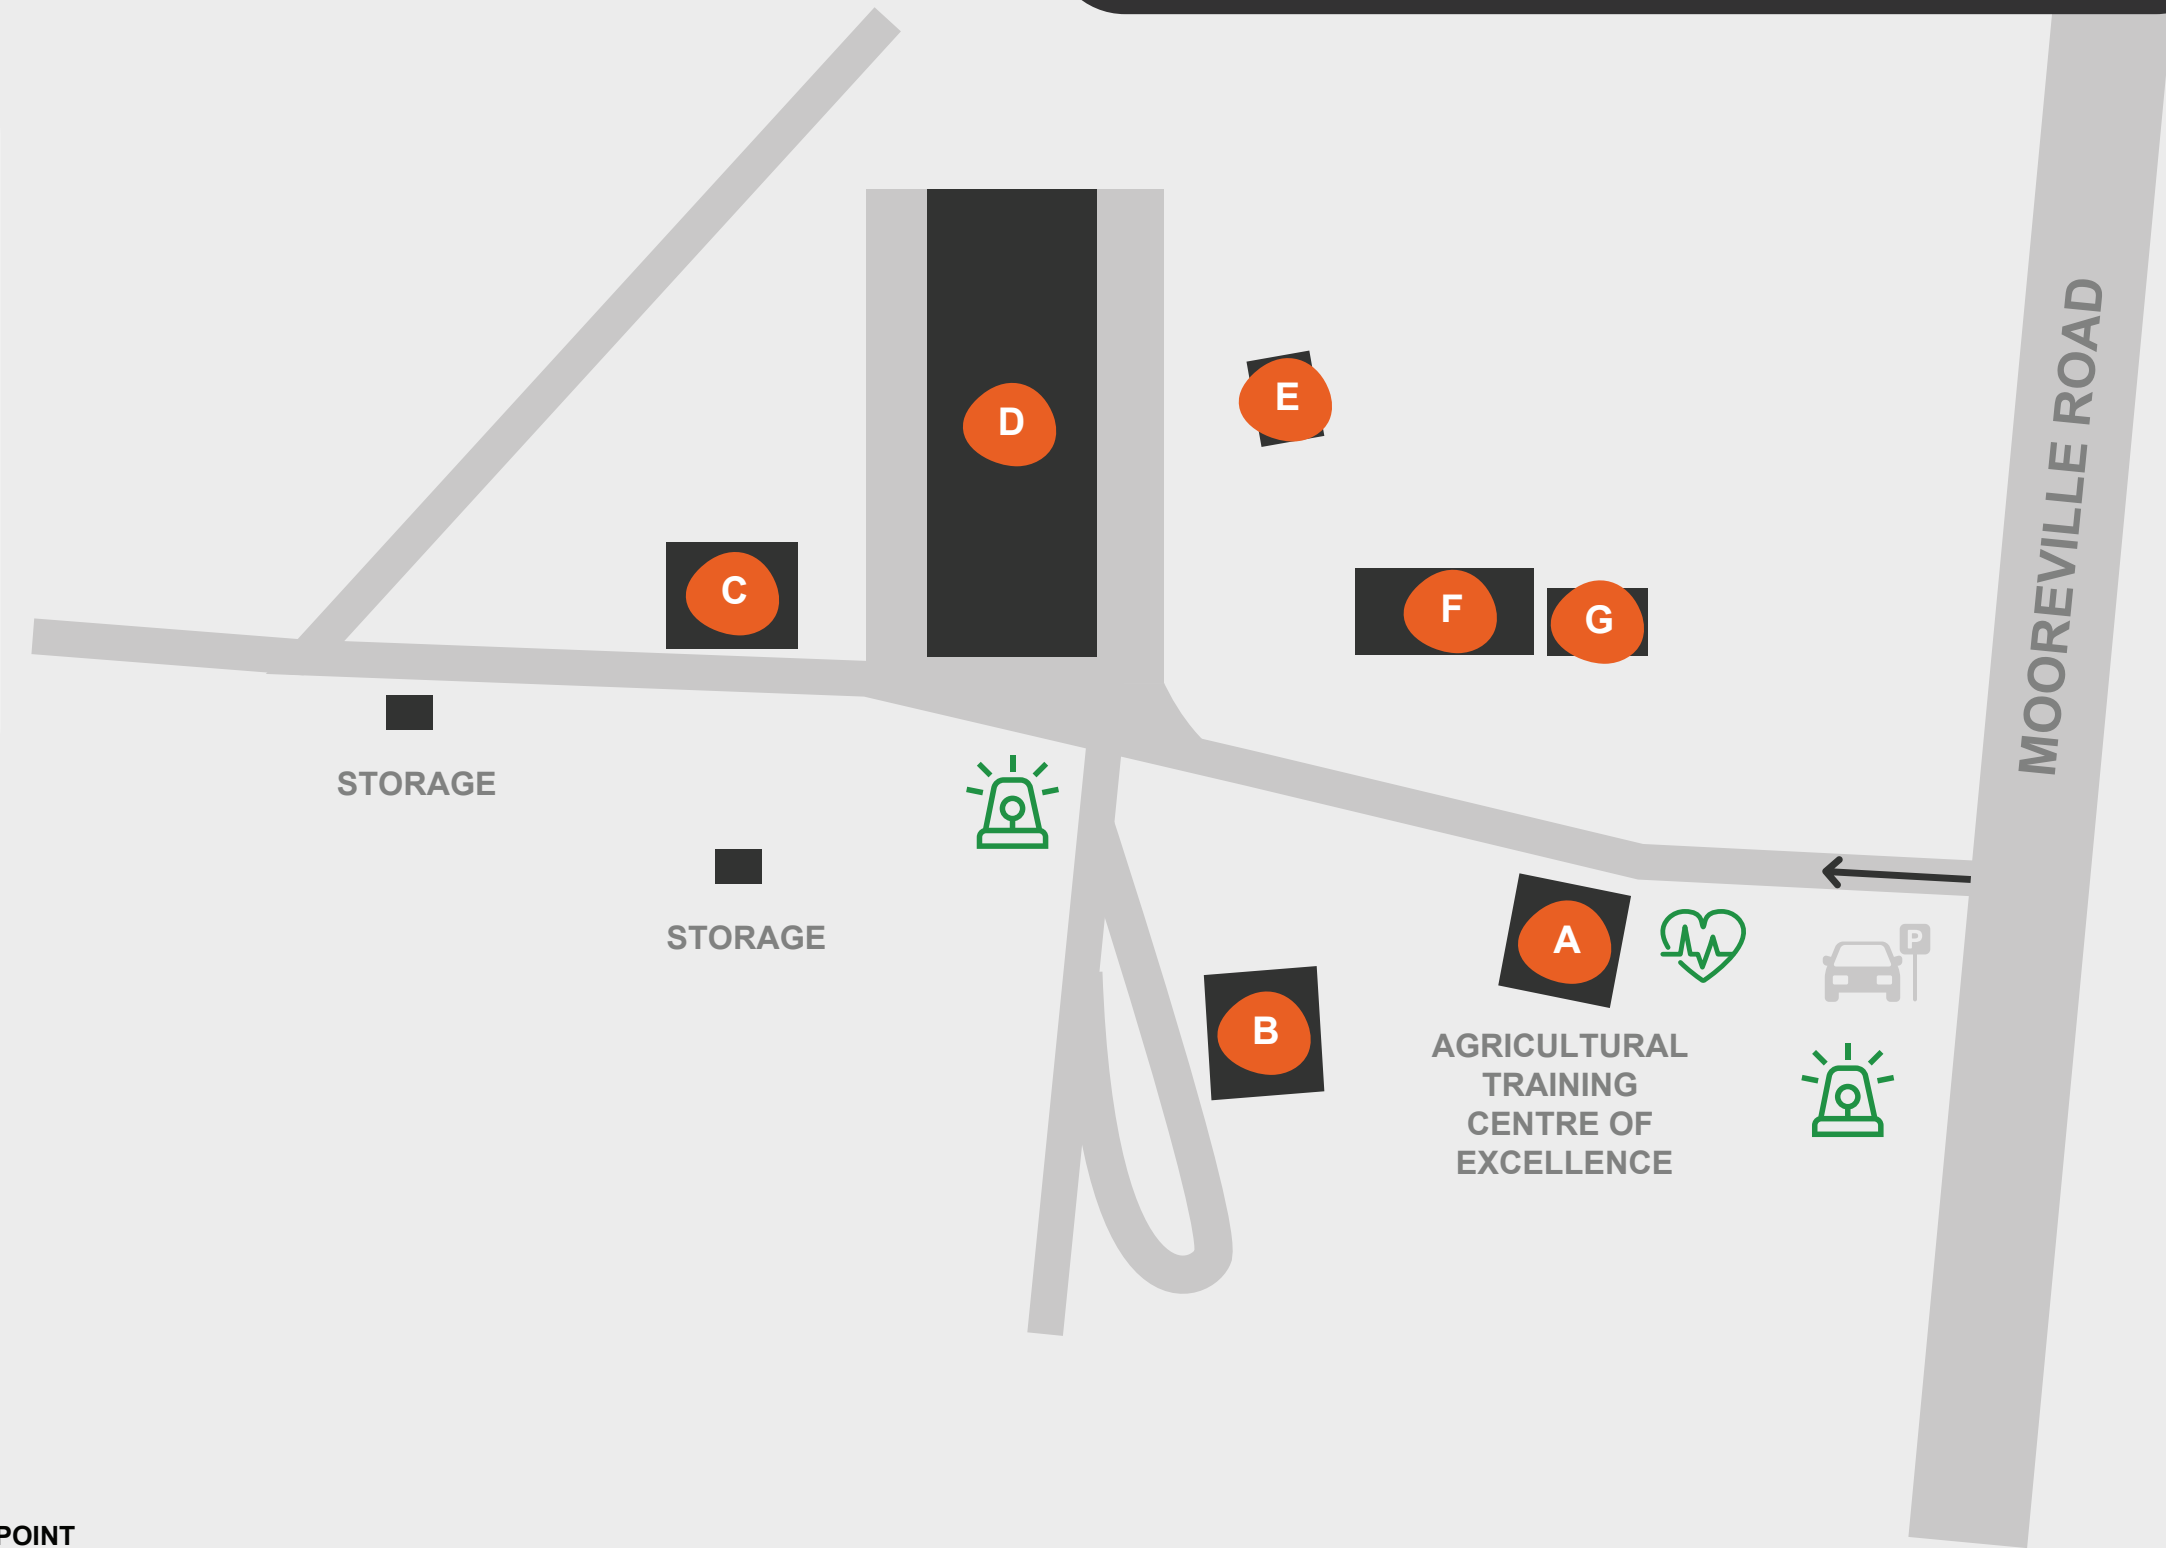 E
D
MOOREVILLE ROAD
C
F
G
STORAGE
STORAGE
A
P
B
AGRICULTURAL
TRAINING
CENTRE OF
EXCELLENCE
POINT